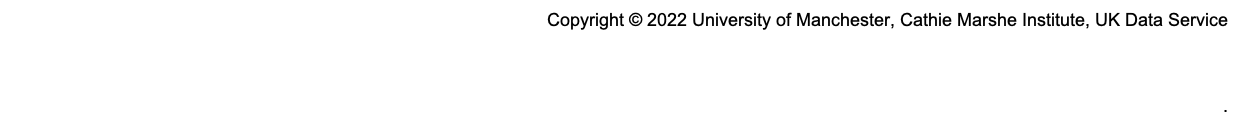 Copyright © 2022 University of Manchester, Cathie Marshe Institute, UK Data Service
.